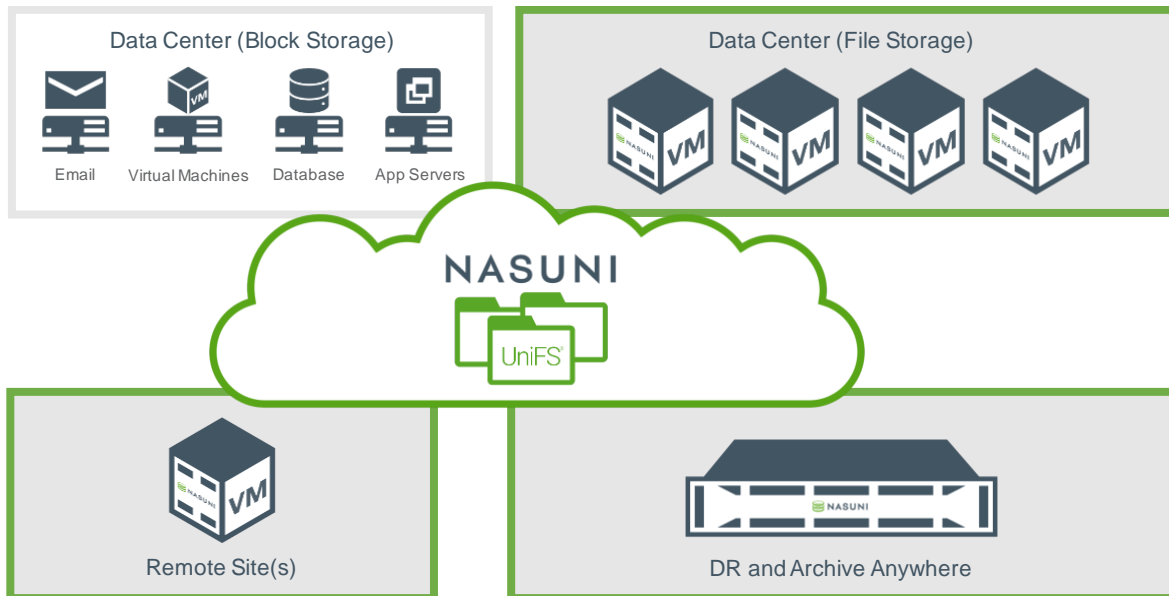 Data Center (Block Storage)
VM
Email
Virtual Machines
Database
App Servers
Data Center (File Storage)
NASUNI
VM
NASUNI
VM
NASUNI
VM
NASUNI
VM
NASUNI
UniFS®
NASUNI
VM
Remote Site(s)
NASUNI
DR and Archive Anywhere